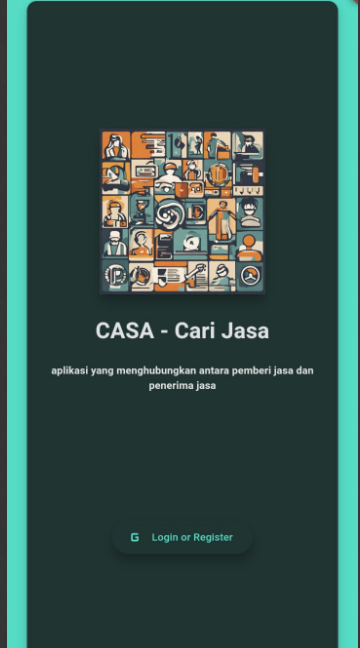 CASA - Cari Jasa
aplikasi yang menghubungkan antara pemberi jasa dan
penerima jasa
G Login or Register